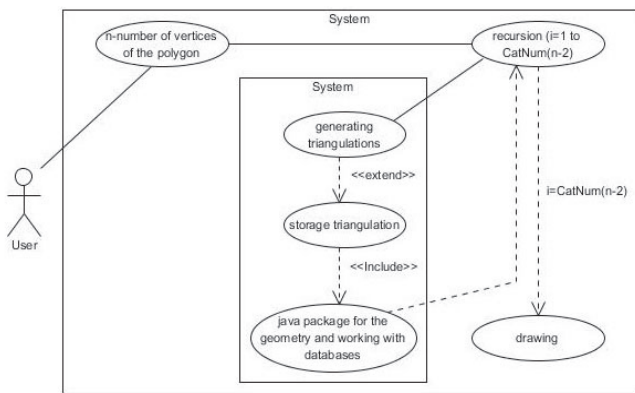 System
n-number of vertices
of the polygon
recursion (i=1 to
CatNum(n-2)
System
generating
triangulations
<<extend>>
i=CatNum(n-2)
storage triangulation
User
<<Include>>
java package for the
geometry and working with
databases
drawing